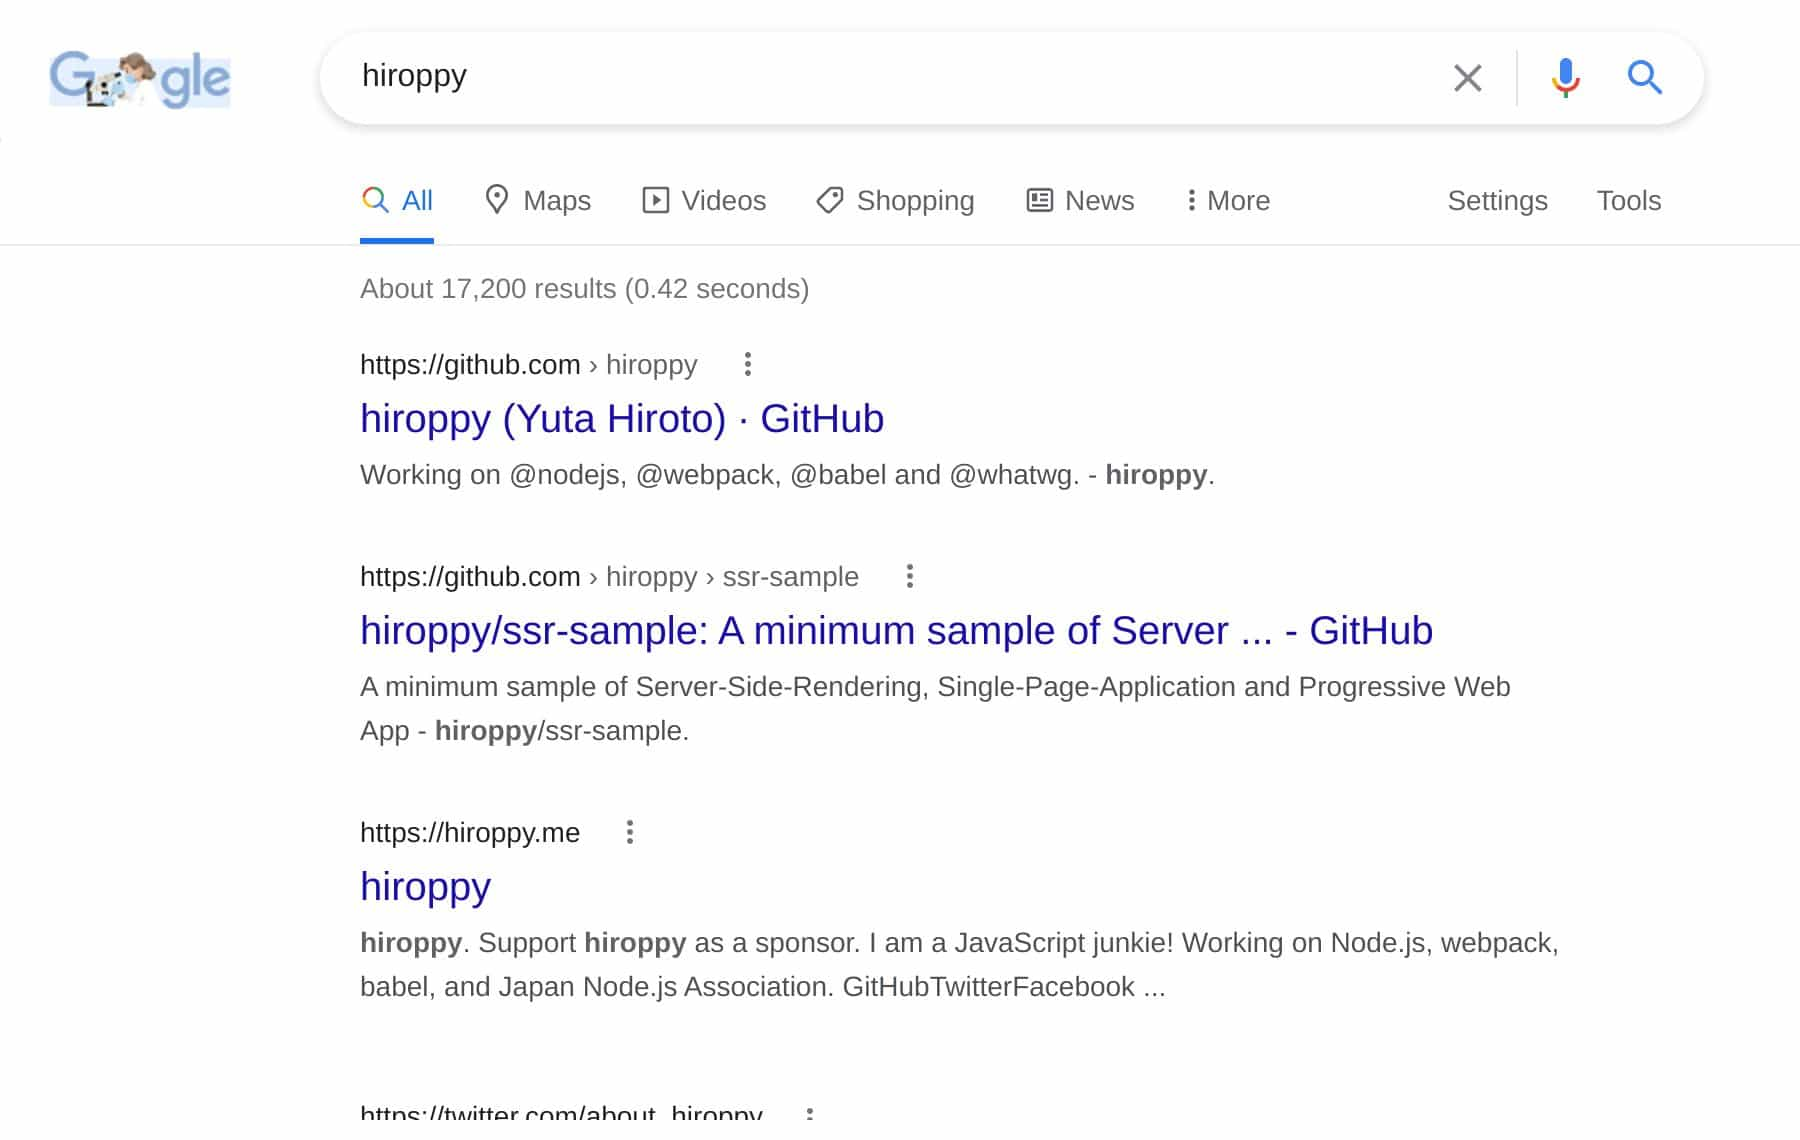 Google
hiroppy
All Maps Videos Shopping News More Settings Tools
About 17,200 results (0.42 seconds)
https://github.com › hiroppy
hiroppy (Yuta Hiroto) · GitHub
Working on @nodejs, @webpack, @babel and @whatwg. - hiroppy.
https://github.com › hiroppy › ssr-sample
hiroppy/ssr-sample: A minimum sample of Server ... - GitHub
A minimum sample of Server-Side-Rendering, Single-Page-Application and Progressive Web
App - hiroppy/ssr-sample.
https://hiroppy.me
hiroppy
hiroppy. Support hiroppy as a sponsor. I am a JavaScript junkie! Working on Node.js, webpack,
babel, and Japan Node.js Association. GitHubTwitterFacebook ...
https://twitter.com/about_hiroppy